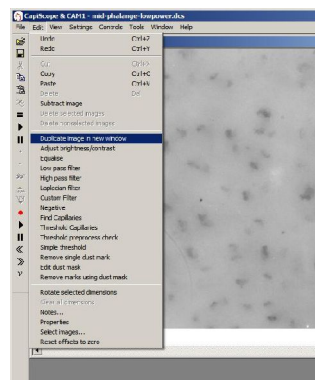 CapiScope & CAM1 - mid-phalange-lowpower.dcs
File Edit View Settings Controls Tools Window Help
Undo Ctrl+Z
Redo Ctrl+Y
Cut Ctrl+X
Copy Ctrl+C
Paste Ctrl+V
Delete Del
Subtract image
Delete selected images
Delete nonselected images
Duplicate image in new window
Adjust brightness/contrast
Equalise
Low pass filter
High pass filter
Laplacian filter
Custom Filter
Negative
Find Capillaries
Threshold Capillaries
Threshold preprocess check
Simple threshold
Remove single dust mark
Edit dust mask
Remove marks using dust mask
Rotate selected dimensions
Clear all dimensions
Notes...
Properties
Select images...
Reset offsets to zero